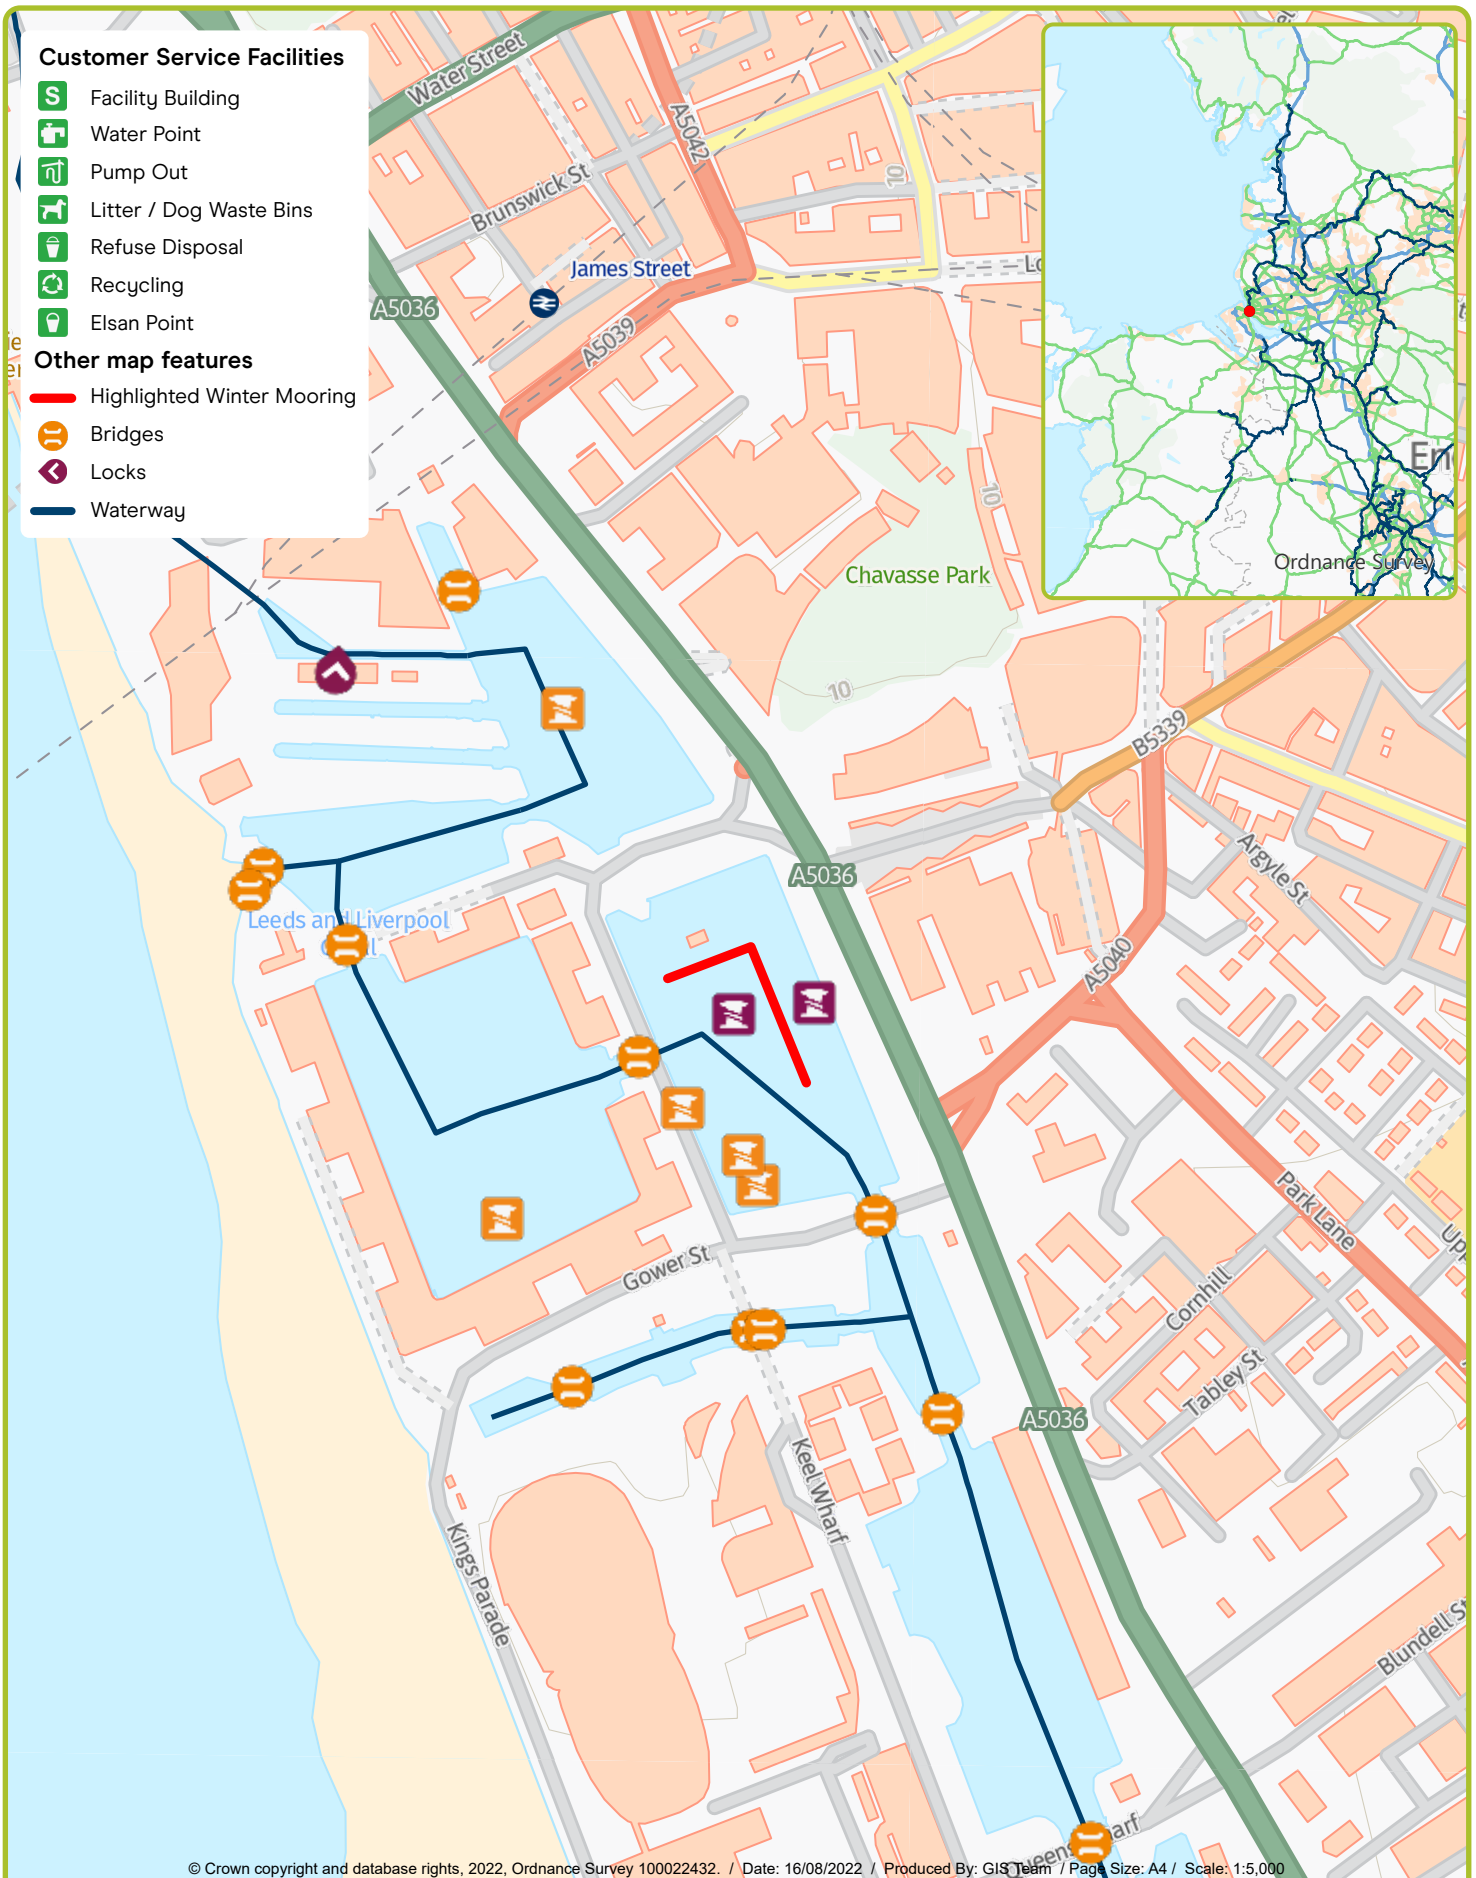 Customer Service Facilities
S
Facility Building
Water Point
Pump Out
Litter / Dog Waste Bins
Refuse Disposal
Recycling
Elsan Point
Other map features
Highlighted Winter Mooring
Bridges
Locks
Waterway
Water Street
A5042
Brunswick St
10
James Street
A5036
A5039
Lo
10
Chavasse Park
10
B5339
En
Ordnance Survey
A5036
Argyle St
Leeds and Liverpool
A5040
Park Lane
Upp
Gower St
Cornhill
Tabley St
A5036
Keel Wharf
Kings Parade
Blundell St
© Crown copyright and database rights, 2022, Ordnance Survey 100022432. / Date: 16/08/2022 / Produced By: GIS Team / Page Size: A4 / Scale: 1:5,000